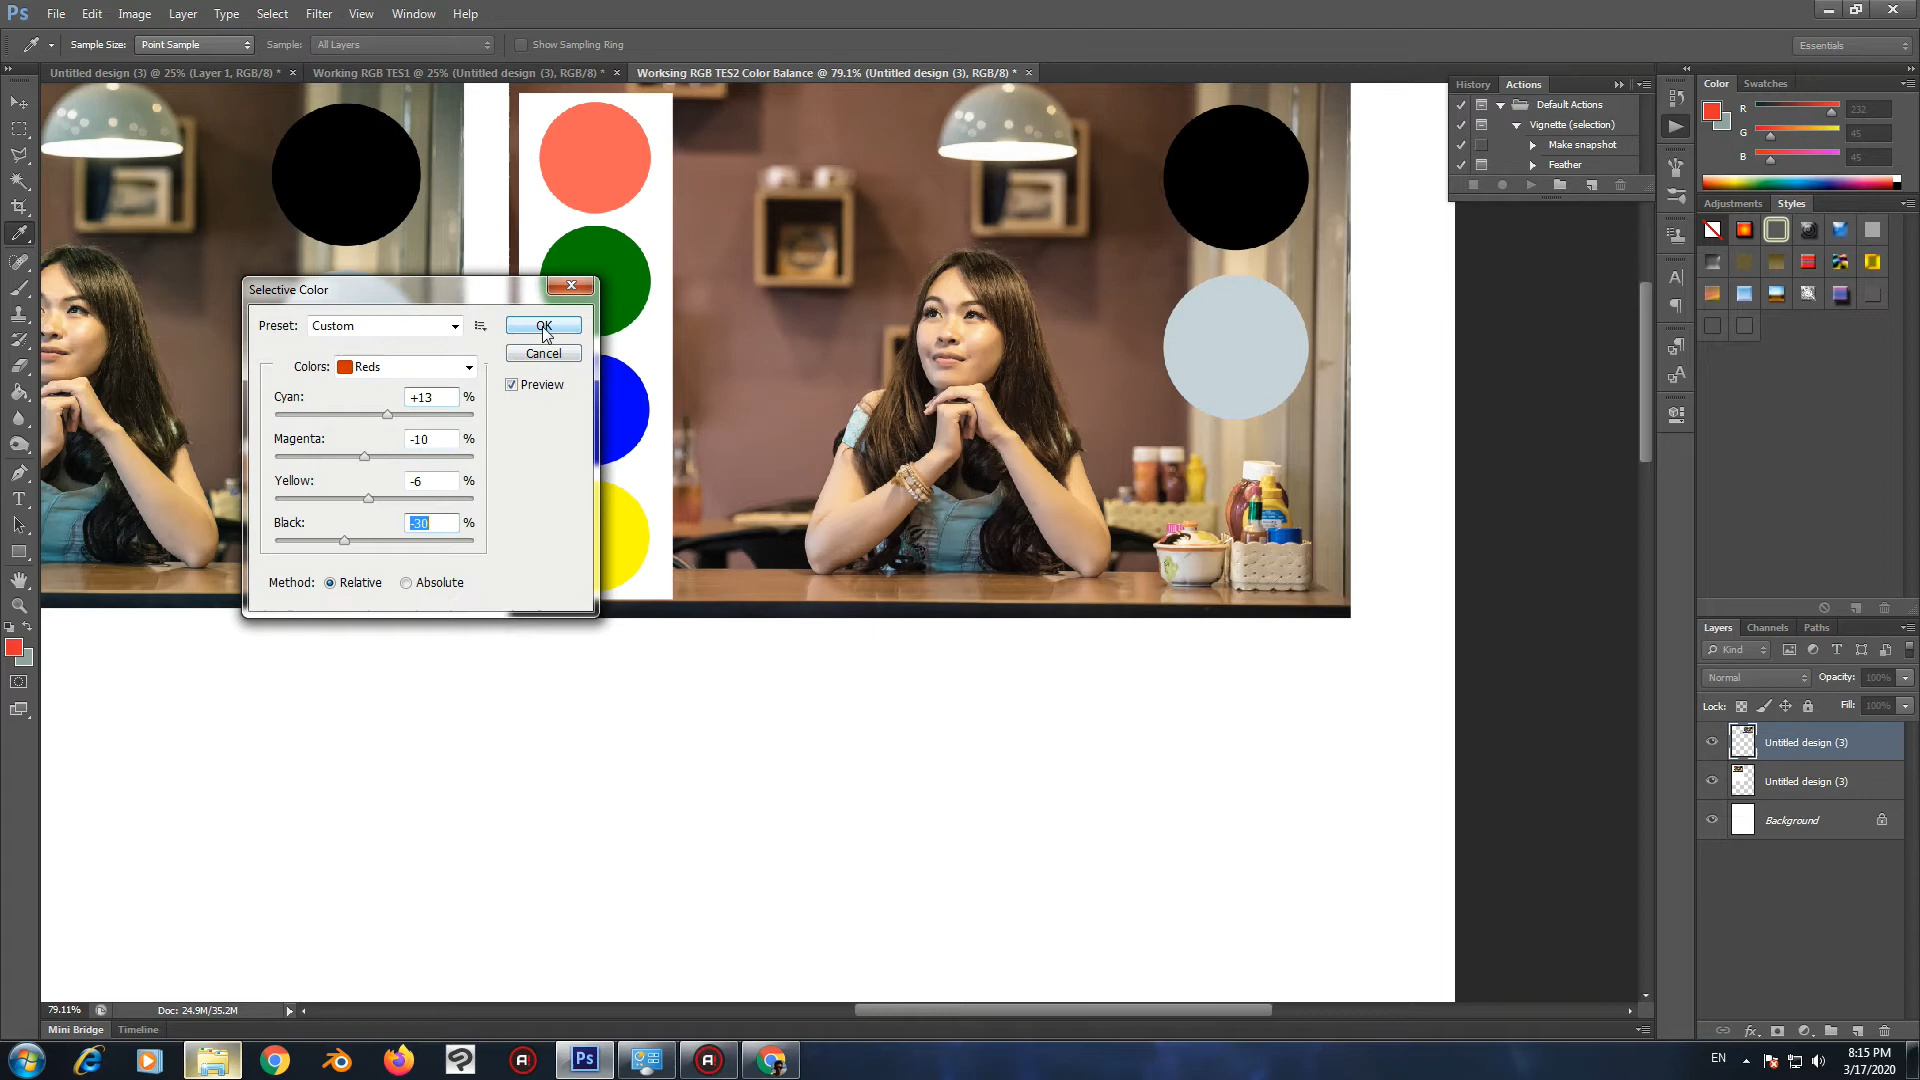 Ps File Edit Image Layer Type Select Filter View Window Help
Sample Size: Point Sample Sample: All Layers Show Sampling Ring Essentials
Untitled design (3) @ 25% (Layer 1, RGB/8) * × Working RGB TES1 @ 25% (Untitled design (3), RGB/8) * × Worksing RGB TES2 Color Balance @ 79.1% (Untitled design (3), RGB/8) * ×
History Actions
Default Actions
Vignette (selection)
Make snapshot
Feather
Color Swatches
R 232
G 45
B 45
Adjustments Styles
Selective Color
Preset: Custom OK
Cancel
Colors: Reds
Preview
Cyan: +13 %
Magenta: -10 %
Yellow: -6 %
Black: -30 %
Method: Relative Absolute
Layers Channels Paths
Kind
Normal Opacity: 100%
Lock: Fill: 100%
Untitled design (3)
Untitled design (3)
Background
79.11% Doc: 24.9M/35.2M
Mini Bridge Timeline
EN 8:15 PM
3/17/2020